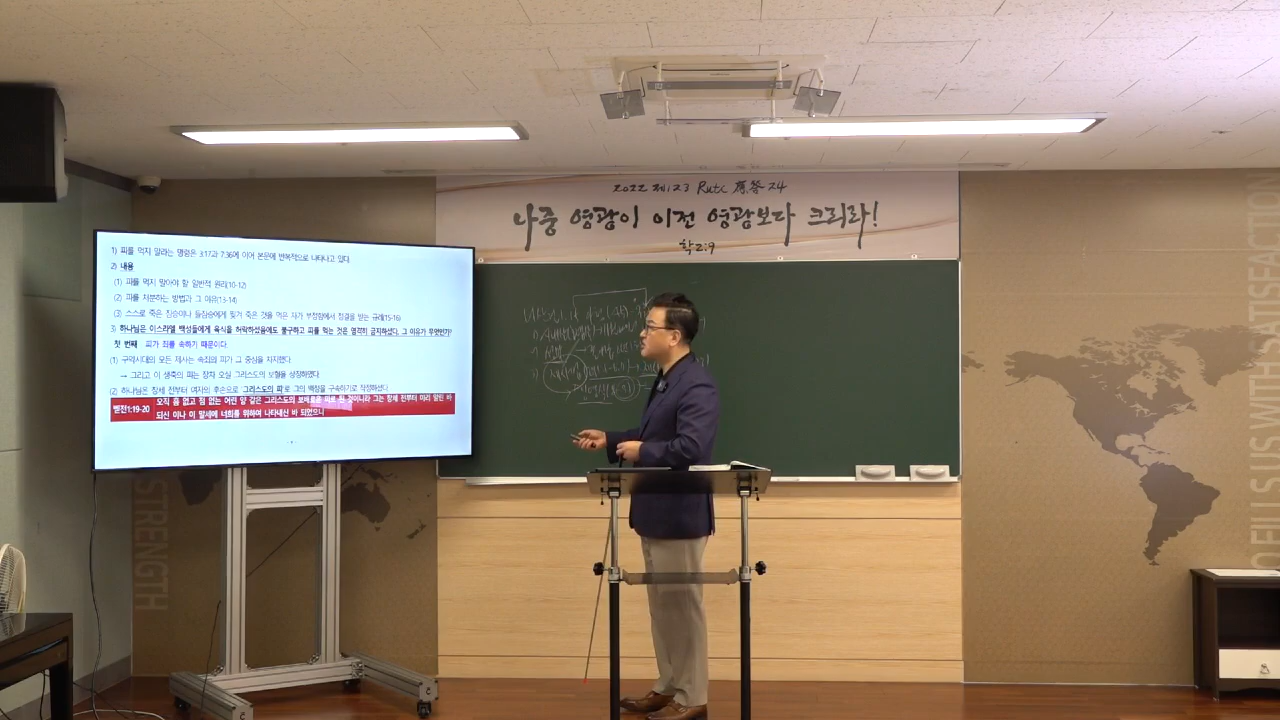 2022 제123 Rutc 응답 24
나중 영광이 이전 영광보다 크리라!
학2:9
1) 피를 먹지 말라는 명령은 3:17과 7:36에 이어 본문에 반복적으로 나타나고 있다.
2) 내용
(1) 피를 먹지 말아야 할 일반적 원리(10-12)
(2) 피를 처분하는 방법과 그 이유(13-14)
(3) 스스로 죽은 짐승이나 들짐승에게 찢겨 죽은 것을 먹은 자가 부정함에서 정결을 받는 규례(15-16)
3) 하나님은 이스라엘 백성들에게 육식을 허락하셨음에도 불구하고 피를 먹는 것은 엄격히 금지하셨다. 그 이유가 무엇인가?
첫 번째 피가 죄를 속하기 때문이다.
(1) 구약시대의 모든 제사는 속죄의 피가 그 중심을 차지했다.
→ 그리고 이 생축의 피는 장차 오실 그리스도의 보혈을 상징하였다.
(2) 하나님은 창세 전부터 여자의 후손으로 '그리스도의 피'로 그의 백성을 구속하기로 작정하셨다.
벧전1:19-20 오직 흠 없고 점 없는 어린 양 같은 그리스도의 보배로운 피로 된 것이니라 그는 창세 전부터 미리 알린 바
되신 이나 이 말세에 너희를 위하여 나타내신 바 되었으니
STRENGTH
O FILLS US WITH SATISFACTION